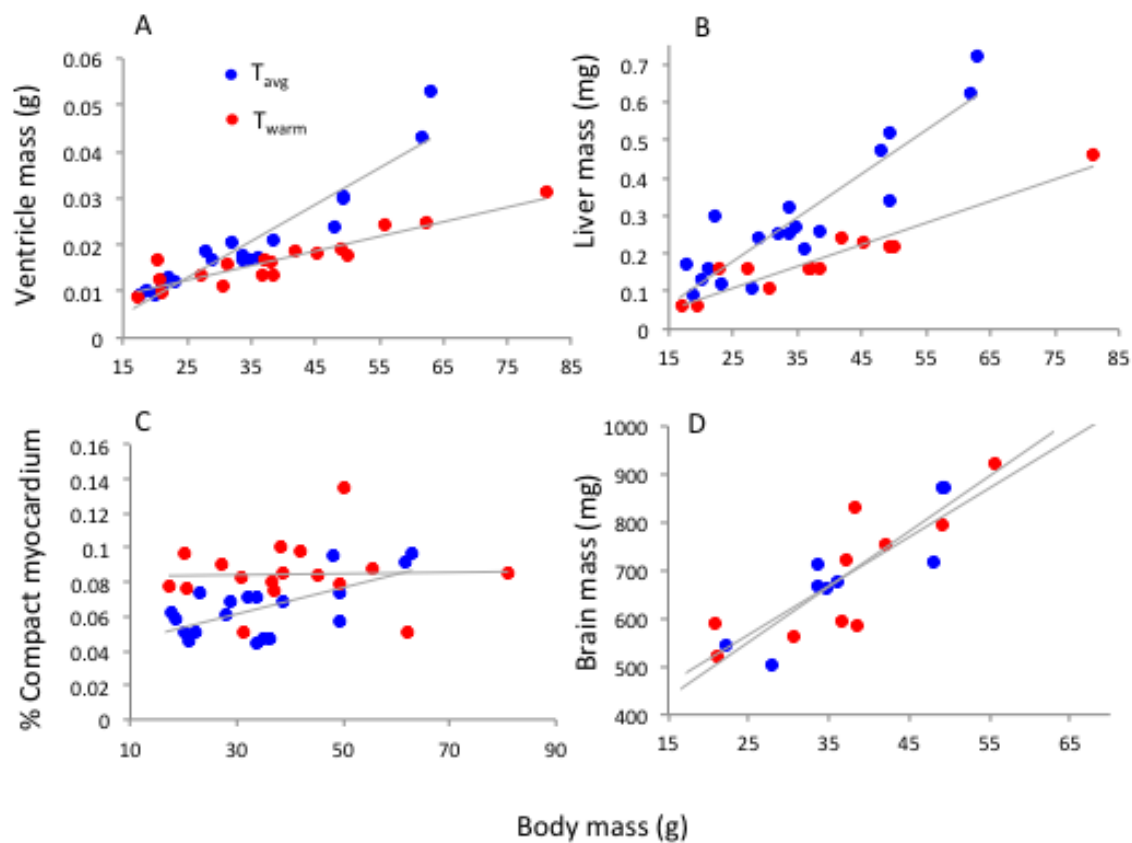 A
Ventricle mass (g)
0.06
0.05
0.04
0.03
0.02
0.01
0
15 25 35 45 55 65 75 85
Tavg
Twarm
B
Liver mass (mg)
0.7
0.6
0.5
0.4
0.3
0.2
0.1
0
15 25 35 45 55 65 75 85
C
% Compact myocardium
0.16
0.14
0.12
0.1
0.08
0.06
0.04
0.02
0
10 30 50 70 90
D
Brain mass (mg)
1000
900
800
700
600
500
400
15 25 35 45 55 65
Body mass (g)